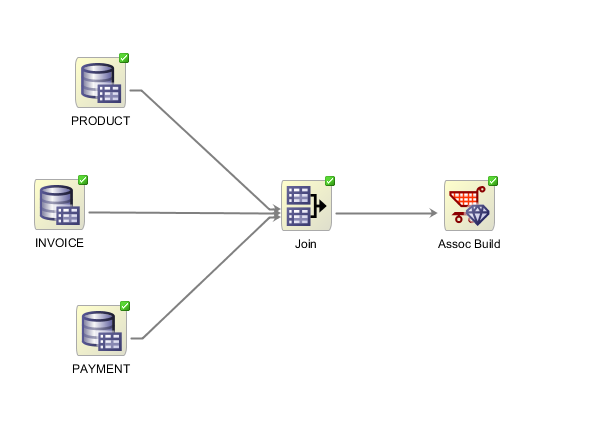 PRODUCT
INVOICE
Join
Assoc Build
PAYMENT